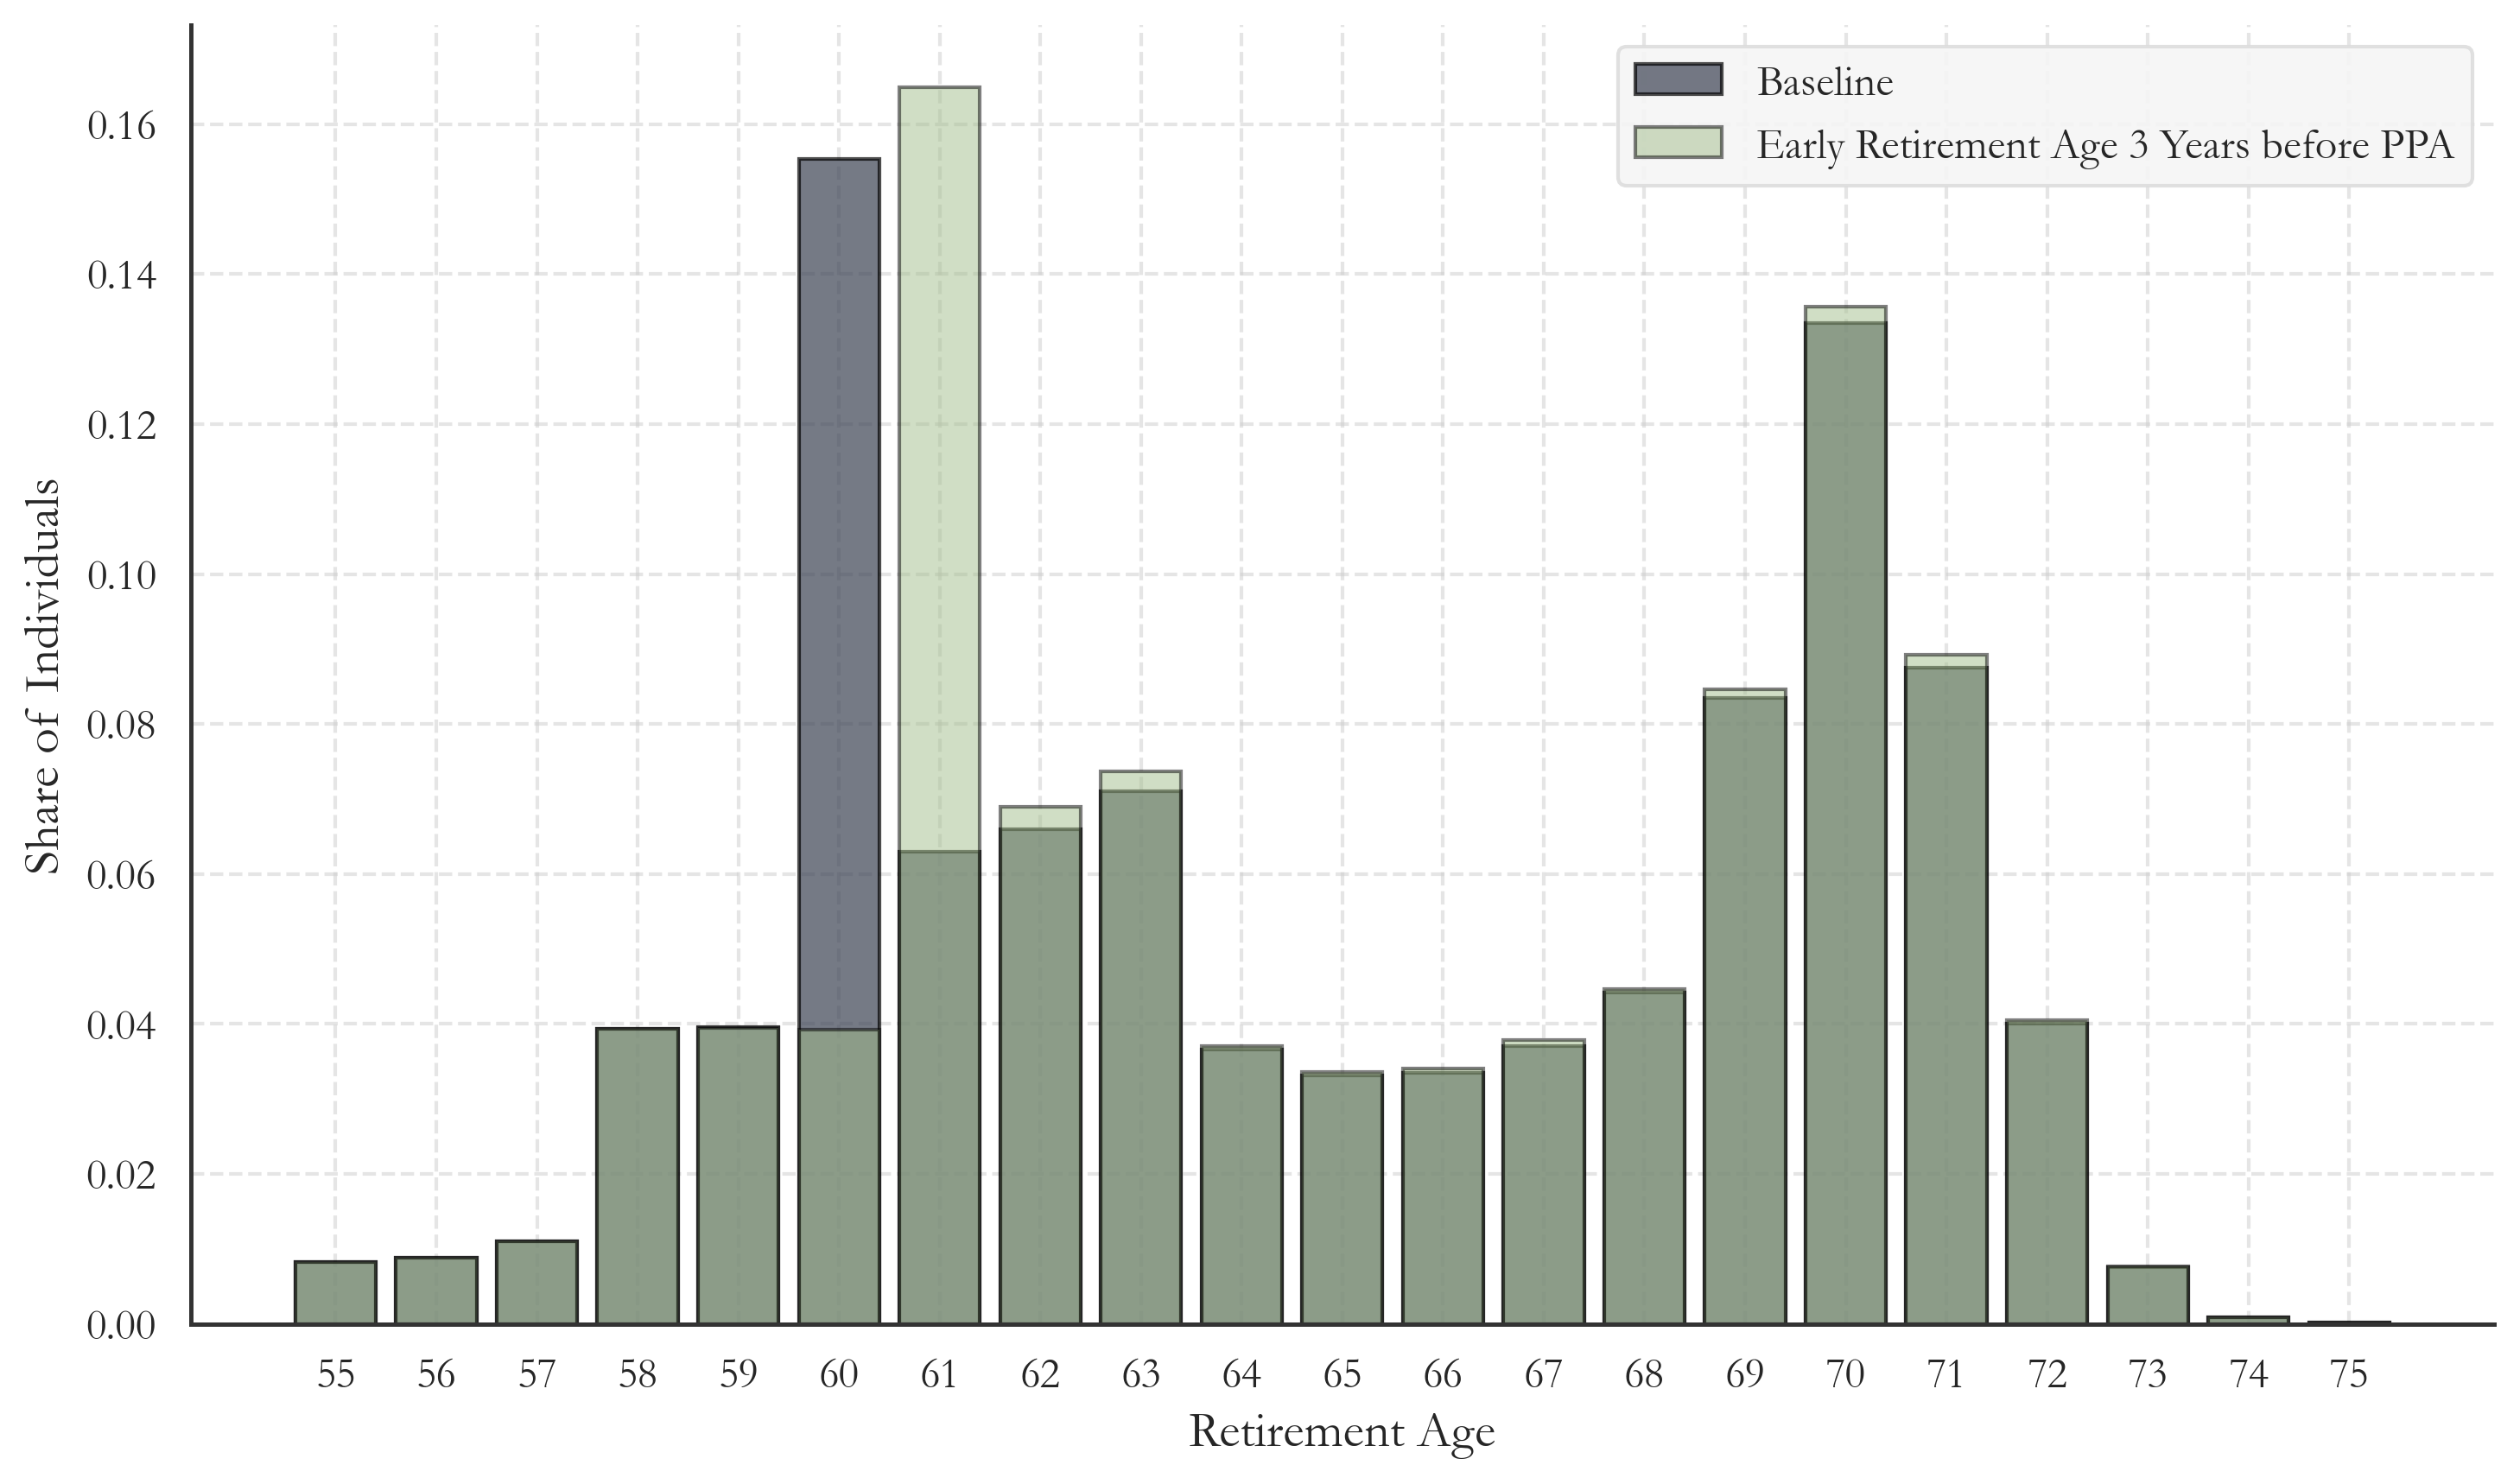 Baseline
Early Retirement Age 3 Years before PPA
Share of Individuals
0.16
0.14
0.12
0.10
0.08
0.06
0.04
0.02
0.00
55 56 57 58 59 60 61 62 63 64 65 66 67 68 69 70 71 72 73 74 75
Retirement Age